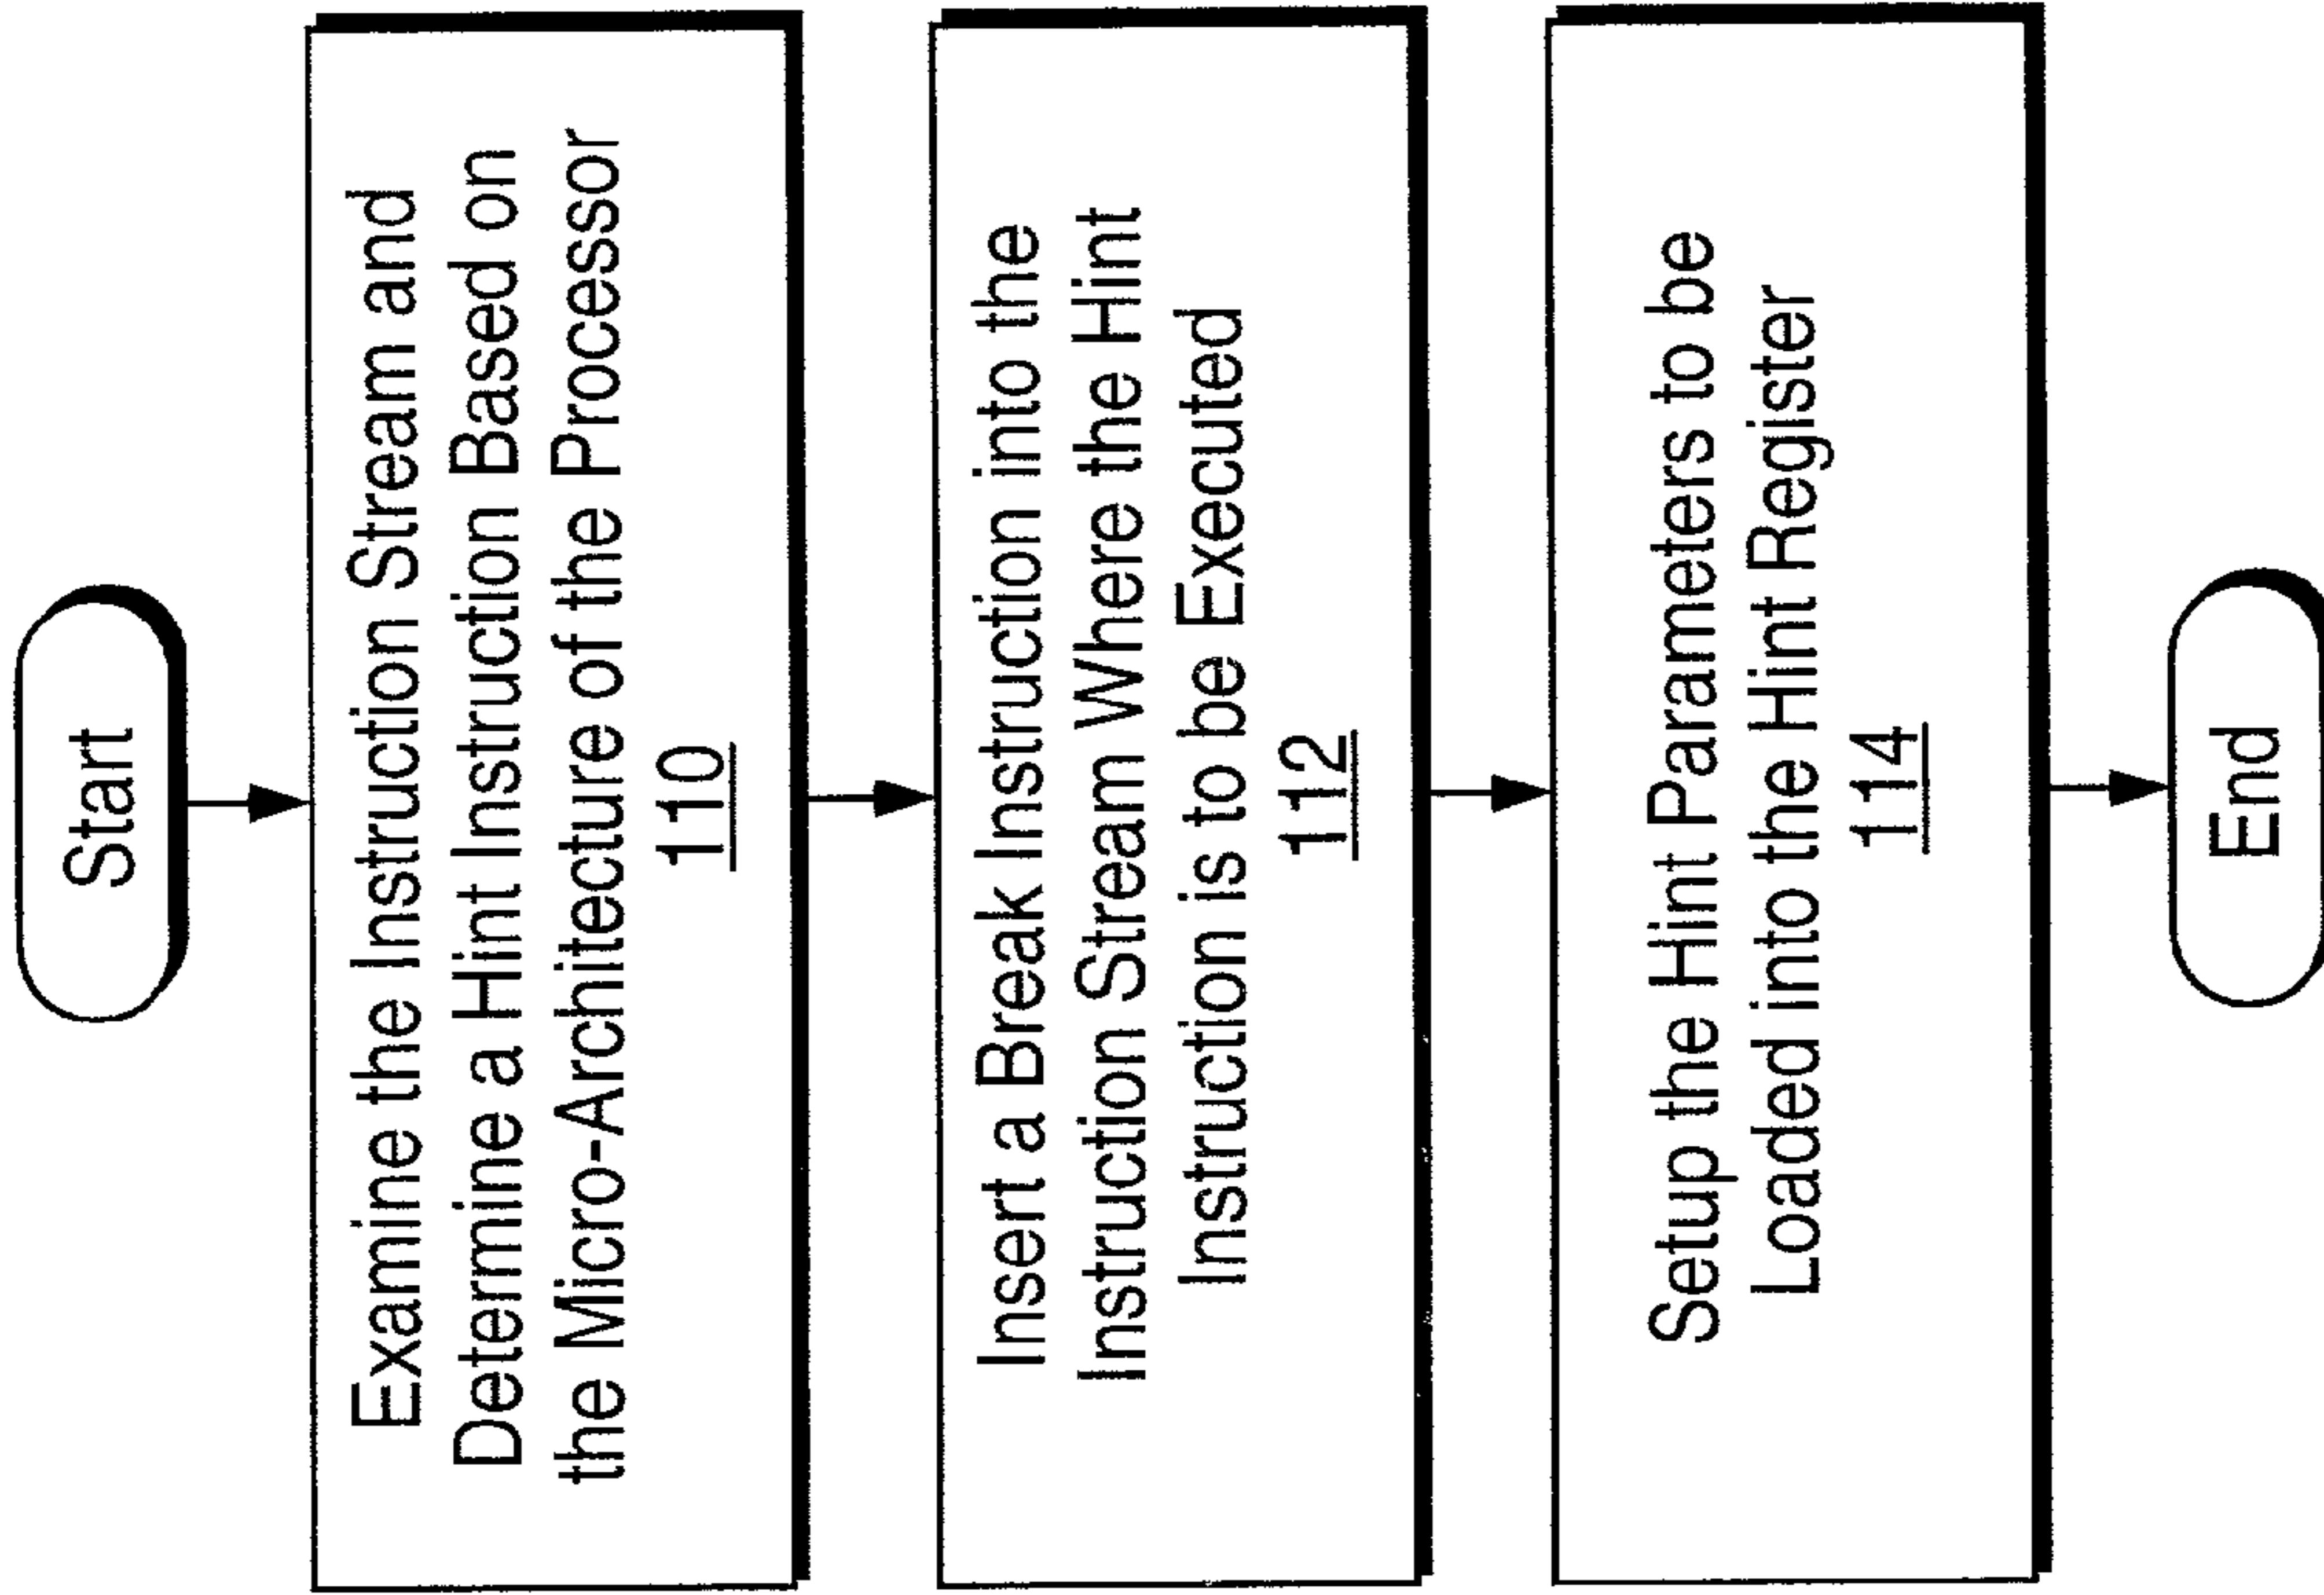 Start
Examine the Instruction Stream and
Determine a Hint Instruction Based on
the Micro-Architecture of the Processor
110
Insert a Break Instruction into the
Instruction Stream Where the Hint
Instruction is to be Executed
112
Setup the Hint Parameters to be
Loaded into the Hint Register
114
End